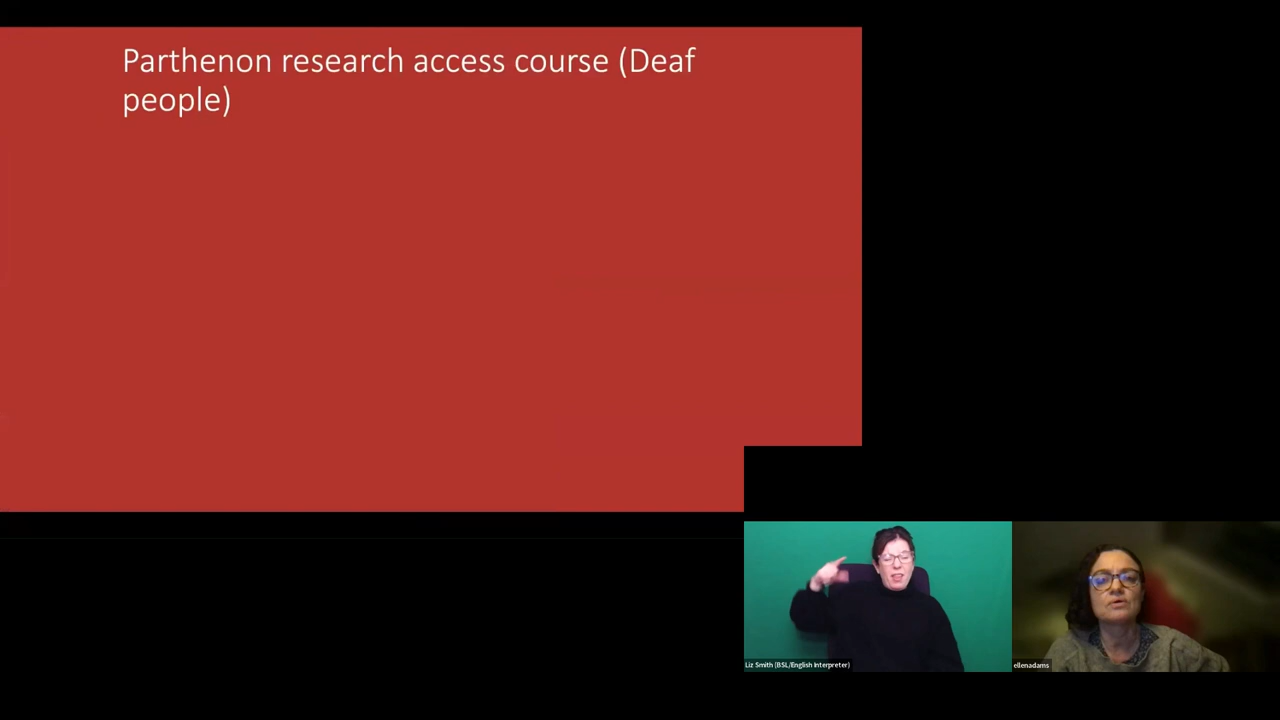 Parthenon research access course (Deaf
people)
Liz Smith (BSL/English Interpreter)
ellenadams